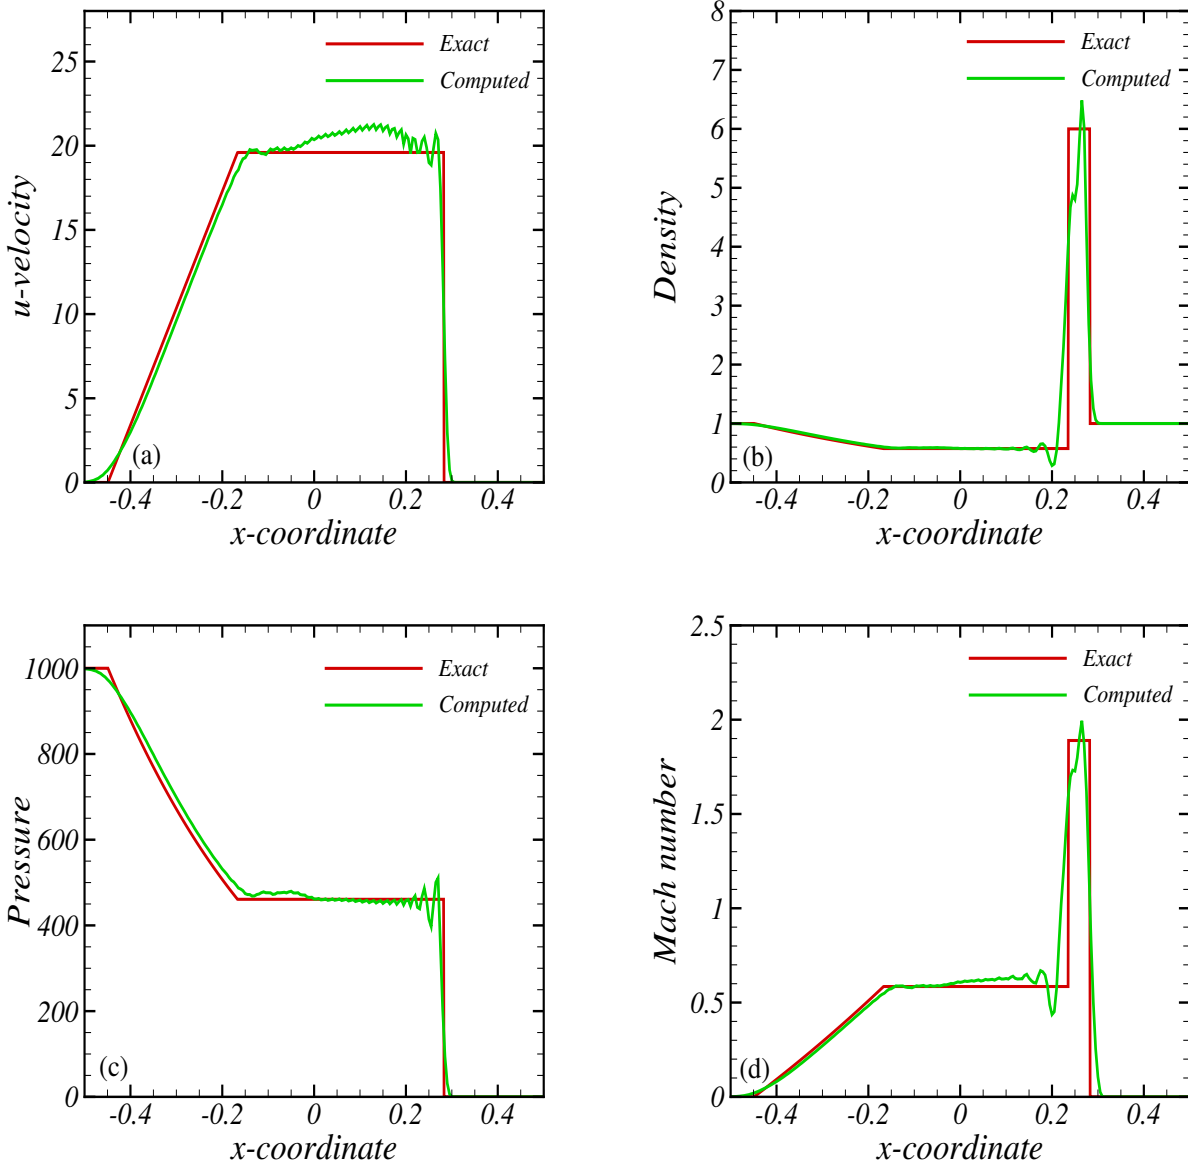 Exact
Computed
25
20
15
10
5
0
-0.4
-0.2
0
0.2
0.4
u-velocity
x-coordinate
(a)
Exact
Computed
8
7
6
5
4
3
2
1
0
-0.4
-0.2
0
0.2
0.4
Density
x-coordinate
(b)
Exact
Computed
1000
800
600
400
200
0
-0.4
-0.2
0
0.2
0.4
Pressure
x-coordinate
(c)
Exact
Computed
2.5
2
1.5
1
0.5
0
-0.4
-0.2
0
0.2
0.4
Mach number
x-coordinate
(d)